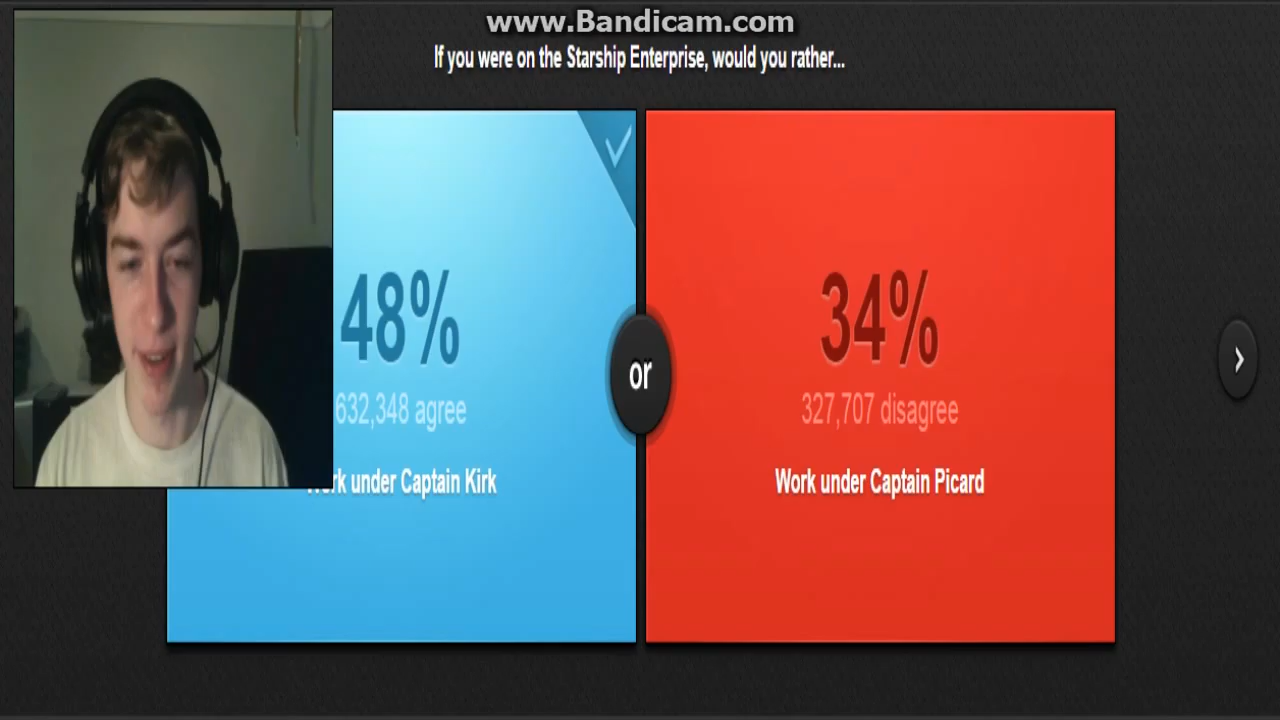 www.Bandicam.com
If you were on the Starship Enterprise, would you rather...
48%
632,348 agree
under Captain Kirk
or
34%
327,707 disagree
Work under Captain Picard